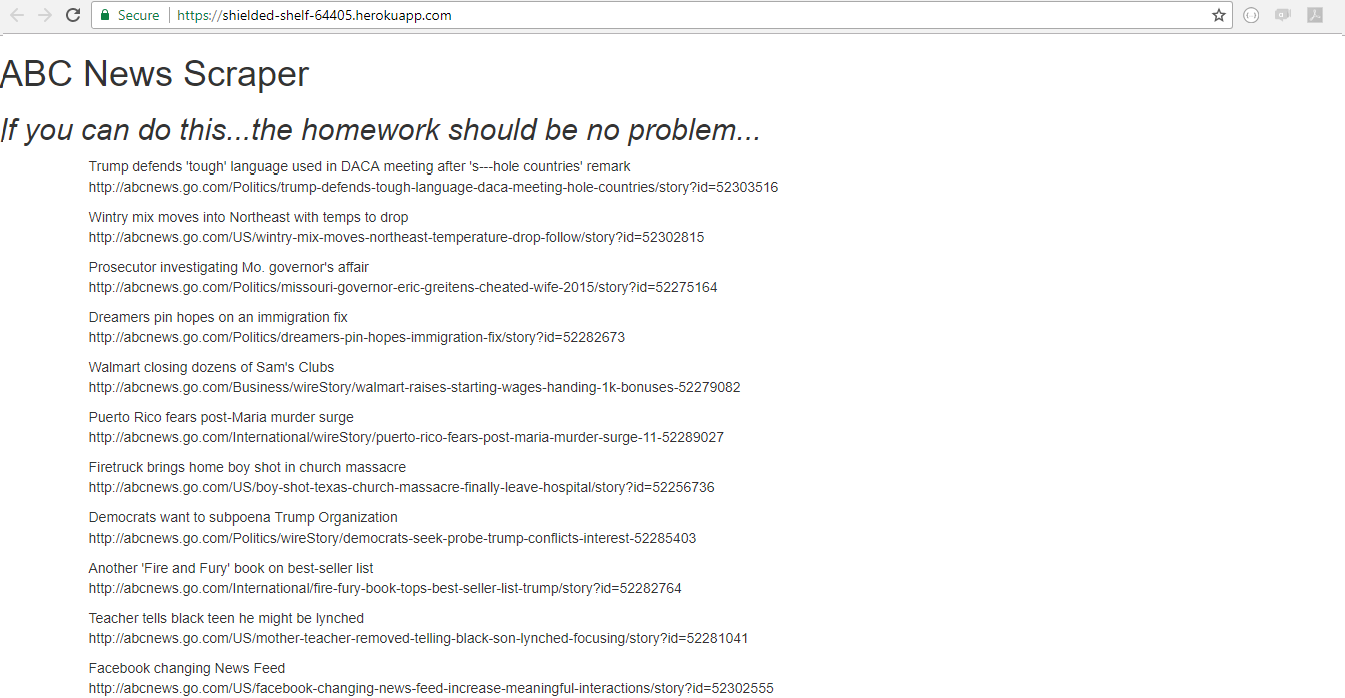 Secure https://shielded-shelf-64405.herokuapp.com
ABC News Scraper
If you can do this...the homework should be no problem...
Trump defends 'tough' language used in DACA meeting after 's---hole countries' remark
http://abcnews.go.com/Politics/trump-defends-tough-language-daca-meeting-hole-countries/story?id=52303516
Wintry mix moves into Northeast with temps to drop
http://abcnews.go.com/US/wintry-mix-moves-northeast-temperature-drop-follow/story?id=52302815
Prosecutor investigating Mo. governor's affair
http://abcnews.go.com/Politics/missouri-governor-eric-greitens-cheated-wife-2015/story?id=52275164
Dreamers pin hopes on an immigration fix
http://abcnews.go.com/Politics/dreamers-pin-hopes-immigration-fix/story?id=52282673
Walmart closing dozens of Sam's Clubs
http://abcnews.go.com/Business/wireStory/walmart-raises-starting-wages-handing-1k-bonuses-52279082
Puerto Rico fears post-Maria murder surge
http://abcnews.go.com/International/wireStory/puerto-rico-fears-post-maria-murder-surge-11-52289027
Firetruck brings home boy shot in church massacre
http://abcnews.go.com/US/boy-shot-texas-church-massacre-finally-leave-hospital/story?id=52256736
Democrats want to subpoena Trump Organization
http://abcnews.go.com/Politics/wireStory/democrats-seek-probe-trump-conflicts-interest-52285403
Another 'Fire and Fury' book on best-seller list
http://abcnews.go.com/International/fire-fury-book-tops-best-seller-list-trump/story?id=52282764
Teacher tells black teen he might be lynched
http://abcnews.go.com/US/mother-teacher-removed-telling-black-son-lynched-focusing/story?id=52281041
Facebook changing News Feed
http://abcnews.go.com/US/facebook-changing-news-feed-increase-meaningful-interactions/story?id=52302555